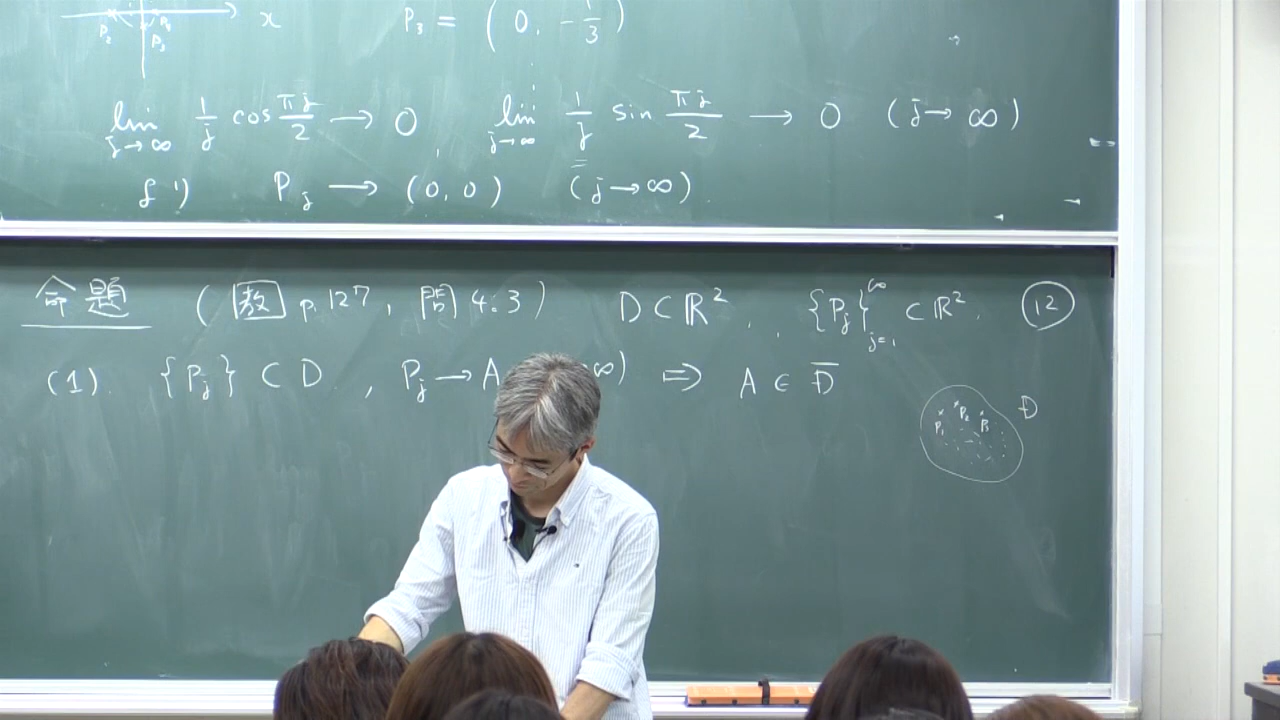 P₂ P₁ x P₃ = (0, -1/3)
P₃
lim_{j→∞} 1/j cos πj/2 → 0, lim_{j→∞} 1/j sin πj/2 → 0 (j→∞)
より P_j → (0, 0) (j→∞).
命題 (教 p.127, 問4.3) D⊂ℝ², {P_j}_{j=1}^∞ ⊂ℝ². ⑫
(1). {P_j} ⊂ D, P_j → A ∞) ⇒ A ∈ D̅
D
P₁ P₂ P₃